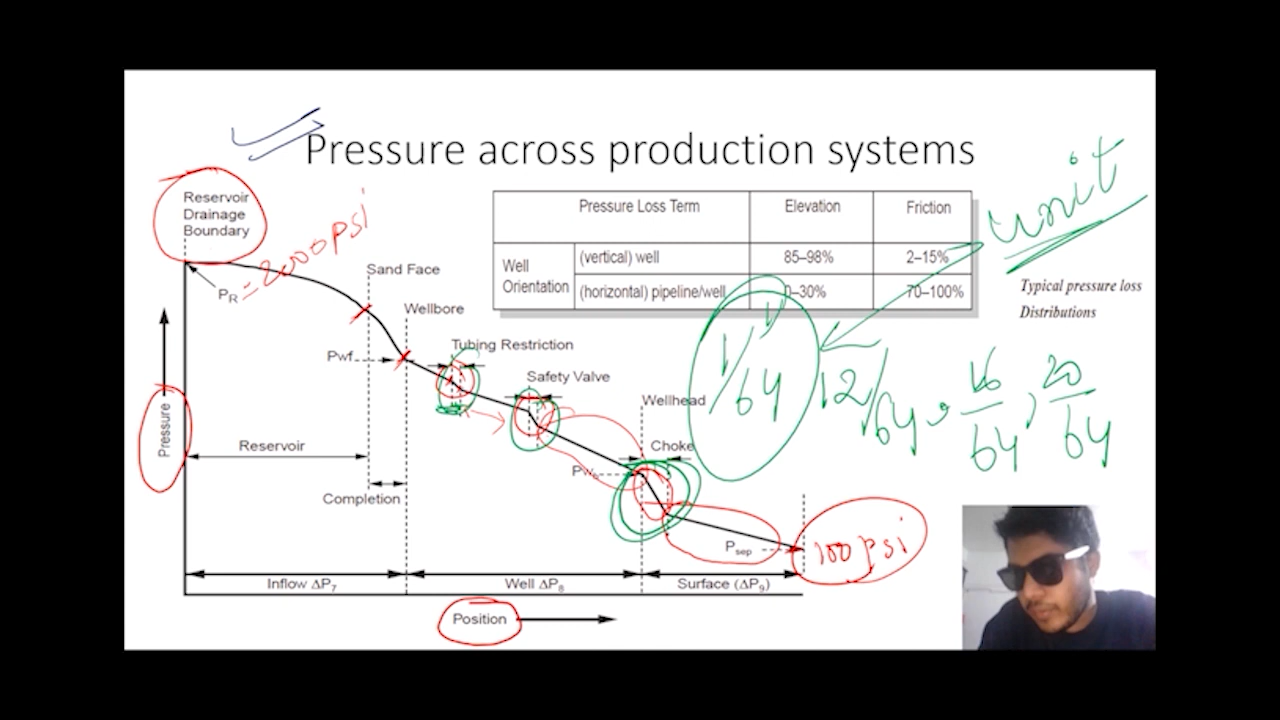 Pressure across production systems
unit
Reservoir
Drainage
Boundary
= 2000 psi
PR
Sand Face
Wellbore
Pwf
Tubing Restriction
Safety Valve
Wellhead
Choke
Pressure
Reservoir
Completion
Psep
100 psi
Inflow ΔP7
Well ΔP8
Surface (ΔP9)
Position
Pressure Loss Term Elevation Friction
Well
Orientation
(vertical) well 85–98% 2–15%
(horizontal) pipeline/well 0–30% 70–100%
Typical pressure loss
Distributions
1/64 12/64, 16/64, 20/64